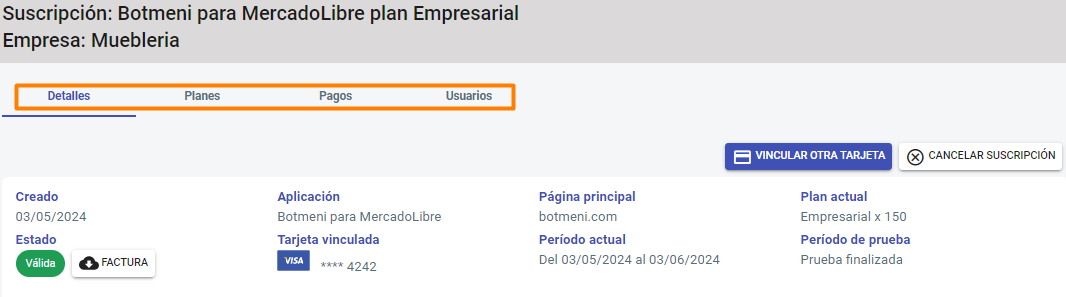 Suscripción: Botmeni para MercadoLibre plan Empresarial
Empresa: Muebleria
Detalles Planes Pagos Usuarios
VINCULAR OTRA TARJETA CANCELAR SUSCRIPCIÓN
Creado Aplicación Página principal Plan actual
03/05/2024 Botmeni para MercadoLibre botmeni.com Empresarial x 150
Estado Tarjeta vinculada Período actual Período de prueba
Válida FACTURA VISA **** 4242 Del 03/05/2024 al 03/06/2024 Prueba finalizada